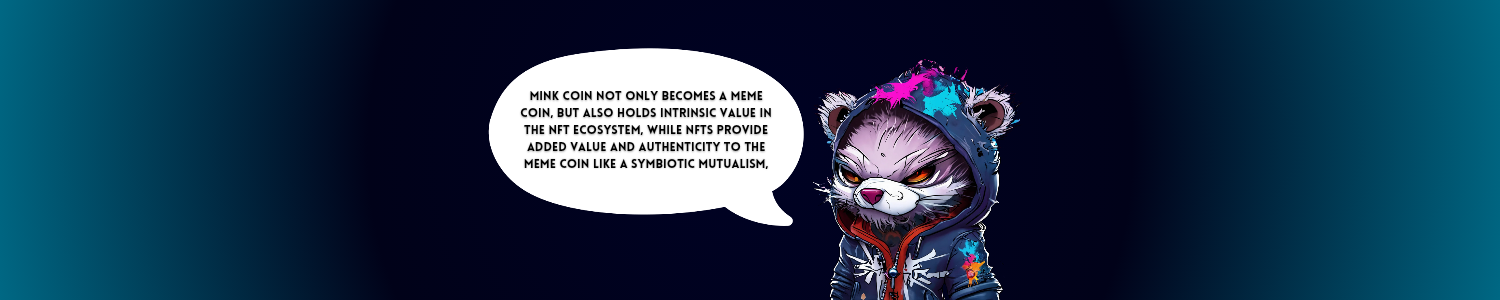 MINK COIN NOT ONLY BECOMES A MEME
COIN, BUT ALSO HOLDS INTRINSIC VALUE IN
THE NFT ECOSYSTEM, WHILE NFTS PROVIDE
ADDED VALUE AND AUTHENTICITY TO THE
MEME COIN LIKE A SYMBIOTIC MUTUALISM,